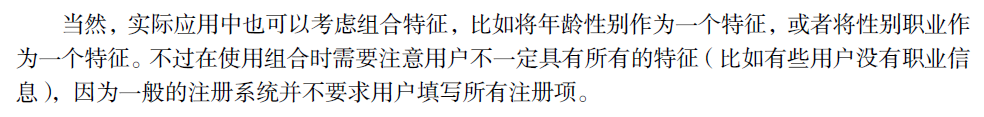 当然，实际应用中也可以考虑组合特征，比如将年龄性别作为一个特征，或者将性别职业作
为一个特征。不过在使用组合时需要注意用户不一定具有所有的特征（比如有些用户没有职业信
息），因为一般的注册系统并不要求用户填写所有注册项。